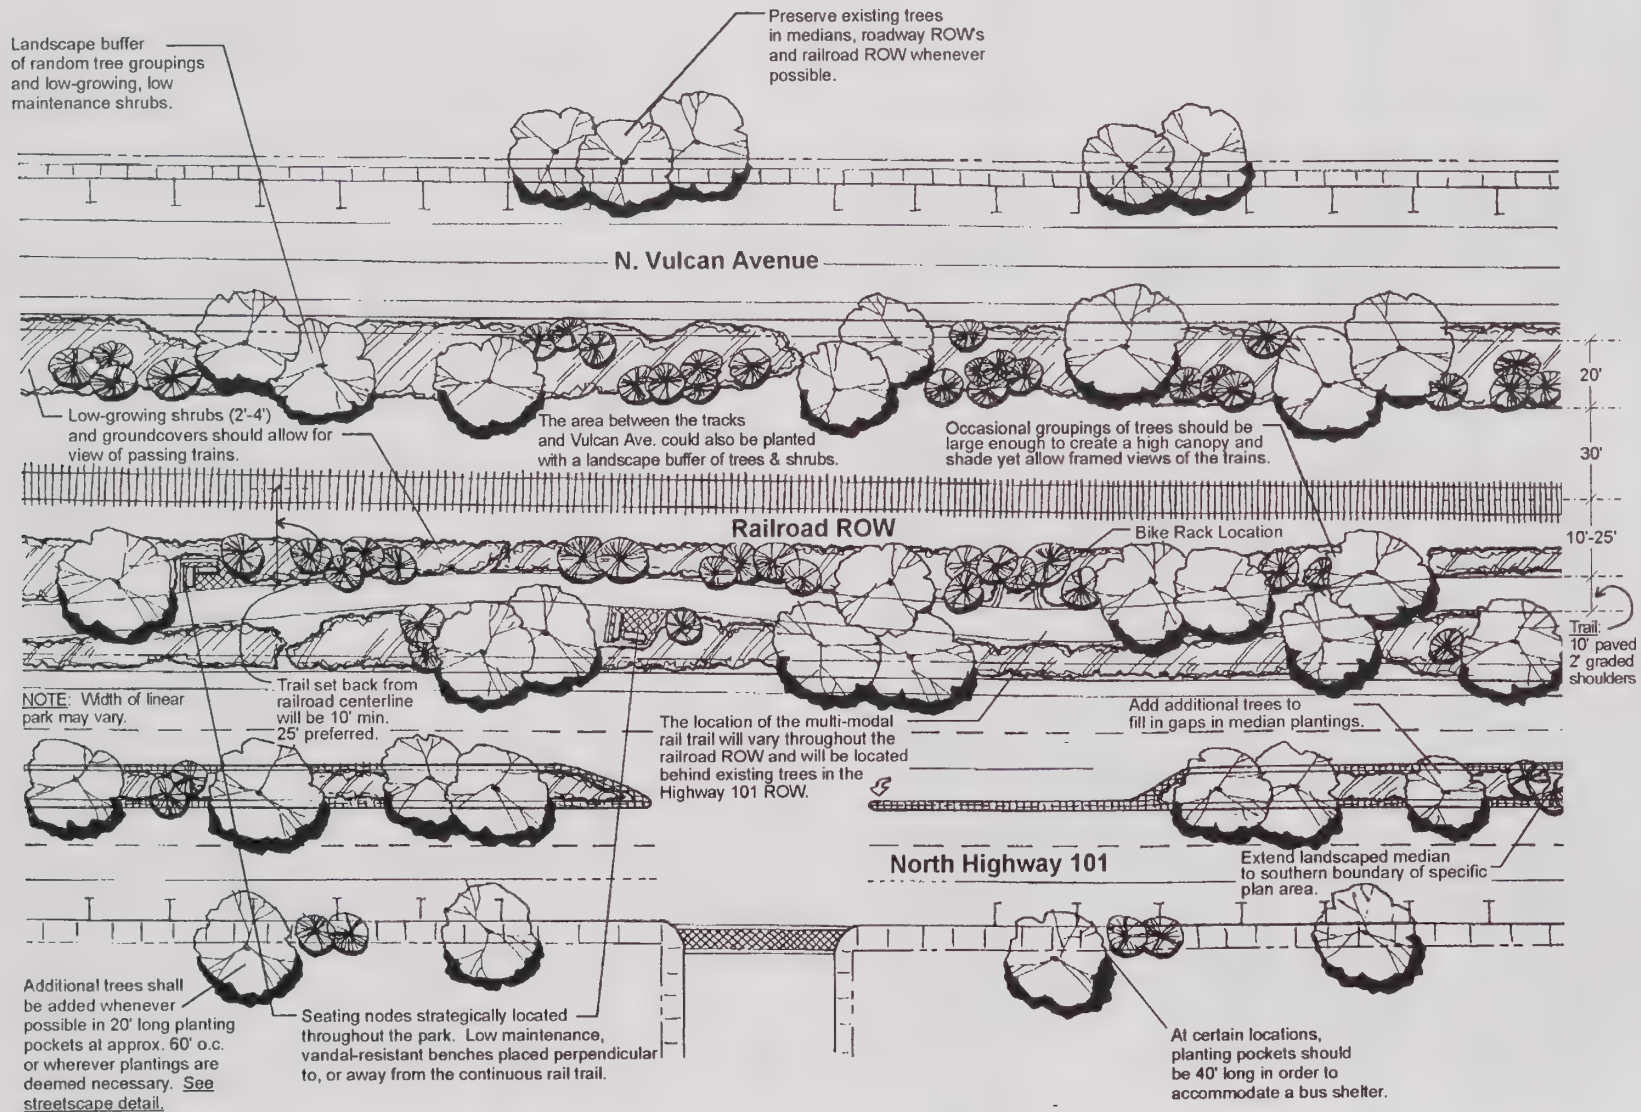 Landscape buffer
of random tree groupings
and low-growing, low
maintenance shrubs.
Preserve existing trees
in medians, roadway ROW's
and railroad ROW whenever
possible.
N. Vulcan Avenue
Low-growing shrubs (2'-4')
and groundcovers should allow for
view of passing trains.
The area between the tracks
and Vulcan Ave. could also be planted
with a landscape buffer of trees & shrubs.
Occasional groupings of trees should be
large enough to create a high canopy and
shade yet allow framed views of the trains.
20'
30'
10'-25'
Railroad ROW
Bike Rack Location
Trail:
10' paved
2' graded
shoulders
NOTE: Width of linear
park may vary.
Trail set back from
railroad centerline
will be 10' min.
25' preferred.
The location of the multi-modal
rail trail will vary throughout the
railroad ROW and will be located
behind existing trees in the
Highway 101 ROW.
Add additional trees to
fill in gaps in median plantings.
North Highway 101
Extend landscaped median
to southern boundary of specific
plan area.
Additional trees shall
be added whenever
possible in 20' long planting
pockets at approx. 60' o.c.
or wherever plantings are
deemed necessary. See
streetscape detail.
Seating nodes strategically located
throughout the park. Low maintenance,
vandal-resistant benches placed perpendicular
to, or away from the continuous rail trail.
At certain locations,
planting pockets should
be 40' long in order to
accommodate a bus shelter.